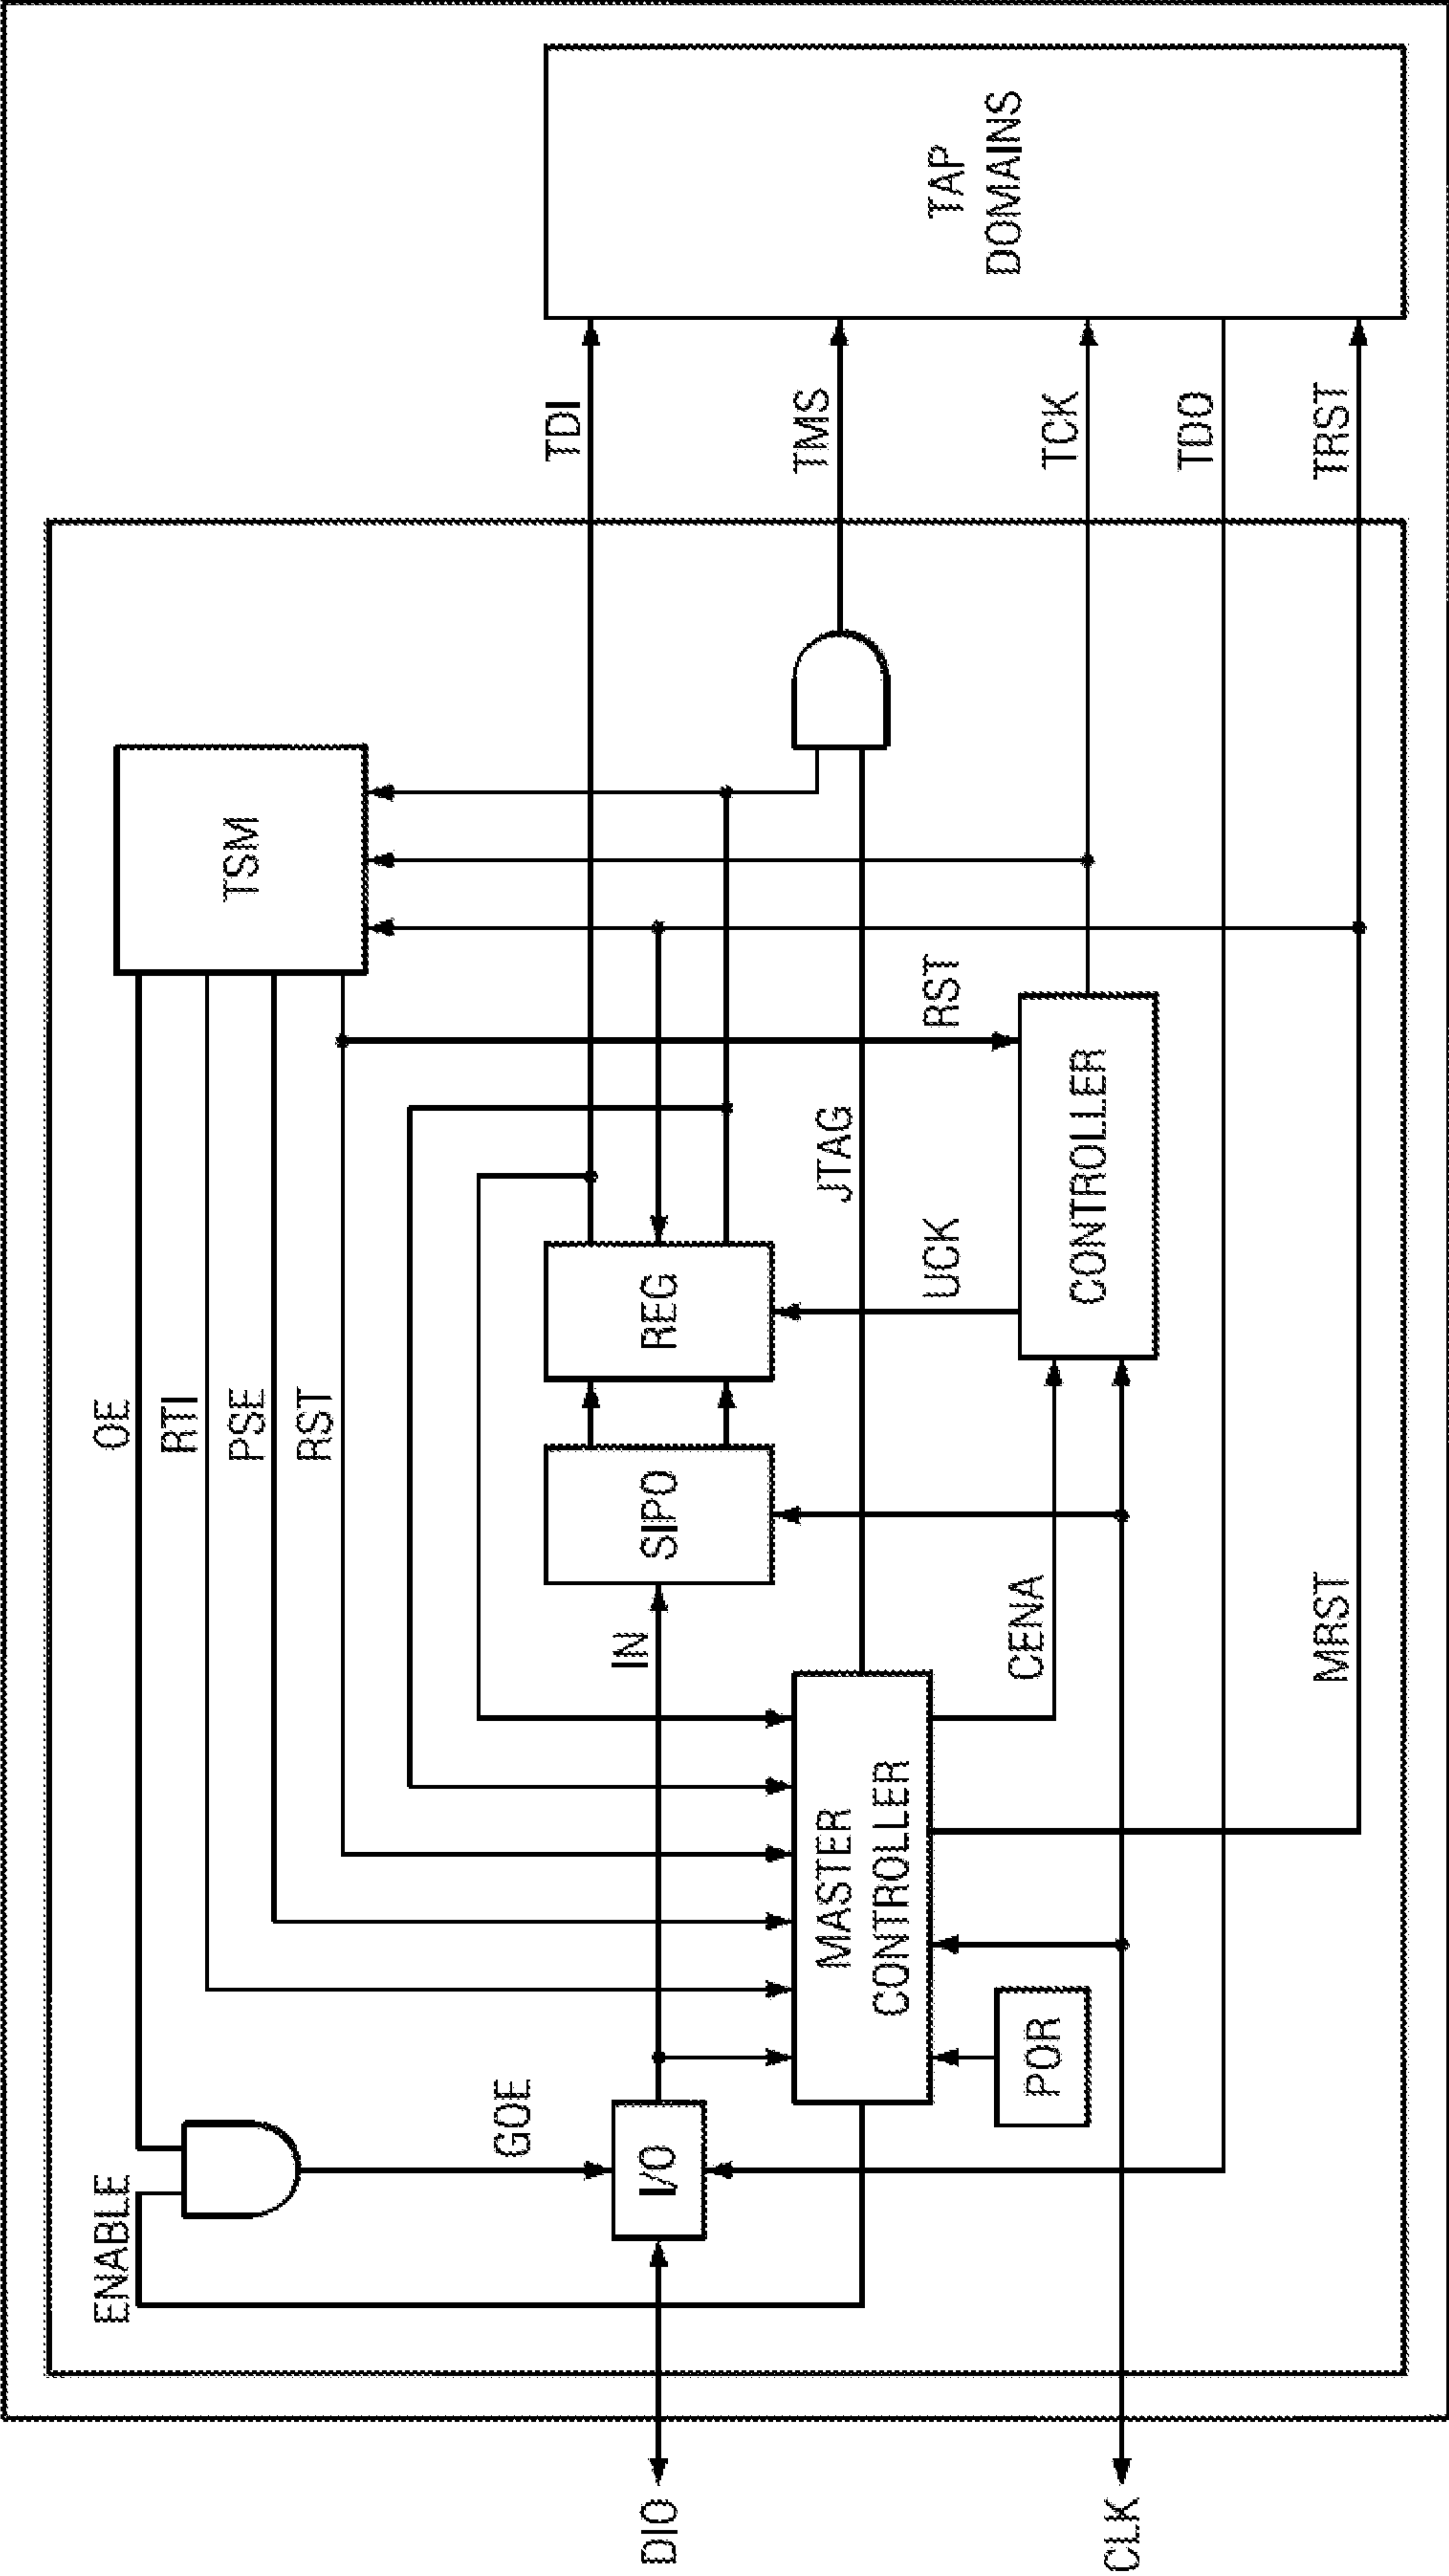 ENABLE
OE
RTI
PSE
RST
TSM
GOE
DIO
I/O
IN
SIPO
REG
TDI
MASTER
CONTROLLER
JTAG
TMS
TAP
DOMAINS
UCK
RST
POR
CENA
CONTROLLER
TCK
CLK
TDO
MRST
TRST